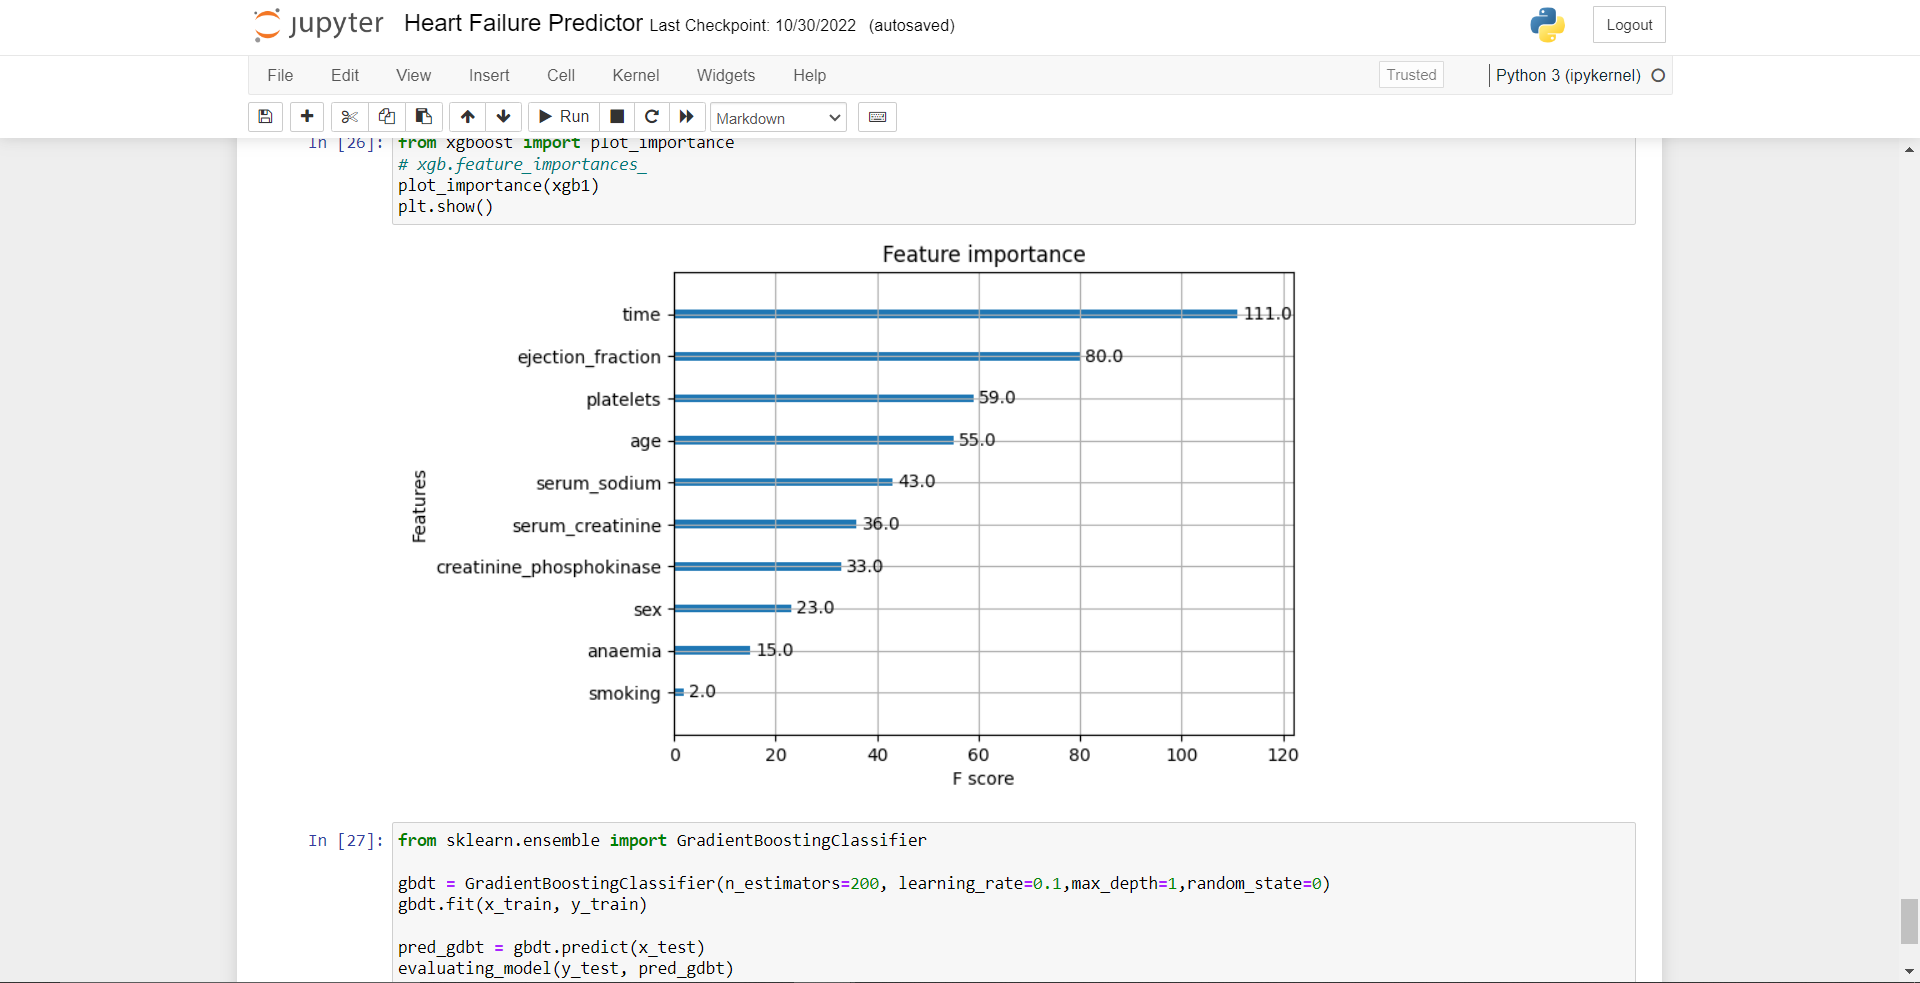 jupyter Heart Failure Predictor Last Checkpoint: 10/30/2022 (autosaved) Logout
File Edit View Insert Cell Kernel Widgets Help Trusted Python 3 (ipykernel)
Run Markdown
In [26]: from xgboost import plot_importance
# xgb.feature_importances_
plot_importance(xgb1)
plt.show()
Feature importance
time 111.0
ejection_fraction 80.0
platelets 59.0
age 55.0
serum_sodium 43.0
serum_creatinine 36.0
creatinine_phosphokinase 33.0
sex 23.0
anaemia 15.0
smoking 2.0
Features
0 20 40 60 80 100 120
F score
In [27]: from sklearn.ensemble import GradientBoostingClassifier
gbdt = GradientBoostingClassifier(n_estimators=200, learning_rate=0.1,max_depth=1,random_state=0)
gbdt.fit(x_train, y_train)
pred_gdbt = gbdt.predict(x_test)
evaluating_model(y_test, pred_gdbt)